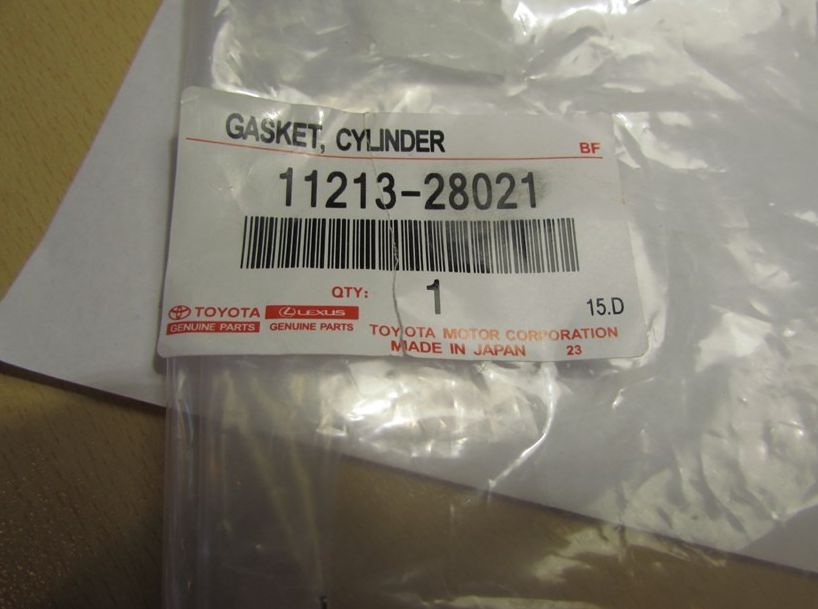 GASKET, CYLINDER
BF
11213-28021
QTY: 1
15.D
TOYOTA
GENUINE PARTS
LEXUS
GENUINE PARTS
TOYOTA MOTOR CORPORATION
MADE IN JAPAN 23